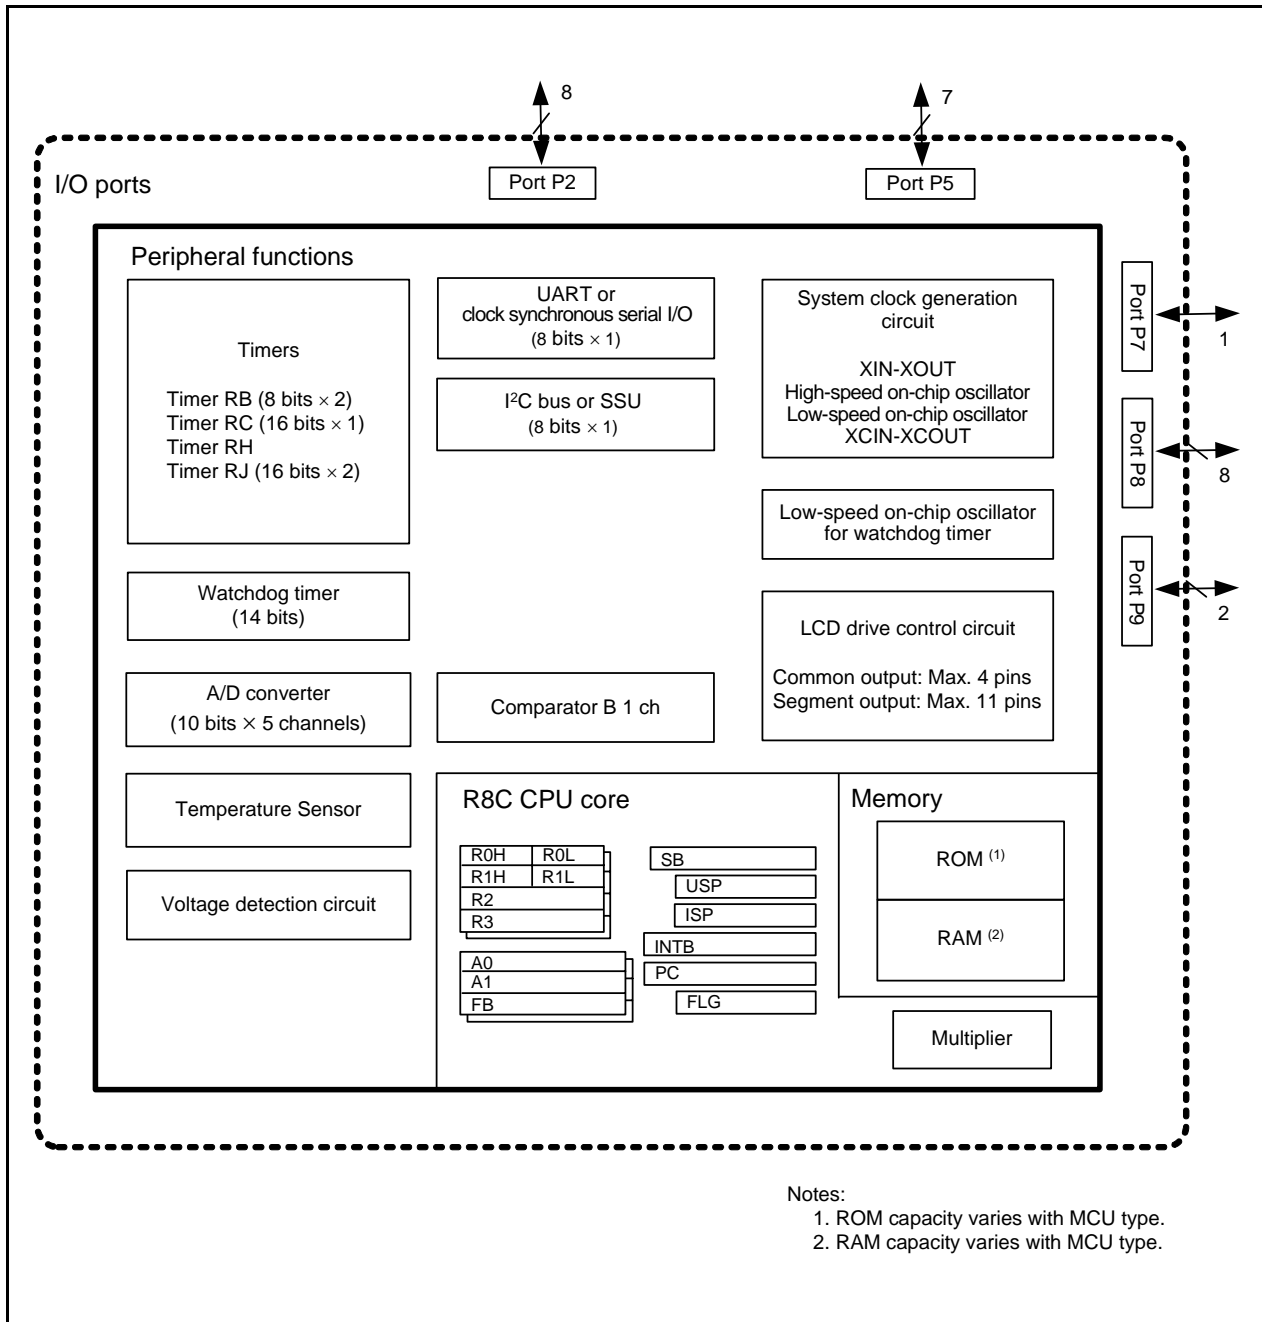 8
7
I/O ports
Port P2
Port P5
Peripheral functions
Timers
Timer RB (8 bits × 2)
Timer RC (16 bits × 1)
Timer RH
Timer RJ (16 bits × 2)
UART or
clock synchronous serial I/O
(8 bits × 1)
I²C bus or SSU
(8 bits × 1)
System clock generation
circuit
XIN-XOUT
High-speed on-chip oscillator
Low-speed on-chip oscillator
XCIN-XCOUT
Port P7
1
Port P8
8
Port P9
2
Low-speed on-chip oscillator
for watchdog timer
Watchdog timer
(14 bits)
LCD drive control circuit
Common output: Max. 4 pins
Segment output: Max. 11 pins
A/D converter
(10 bits × 5 channels)
Comparator B 1 ch
Temperature Sensor
Voltage detection circuit
R8C CPU core
R0H R0L
R1H R1L
R2
R3
A0
A1
FB
SB
USP
ISP
INTB
PC
FLG
Memory
ROM (1)
RAM (2)
Multiplier
Notes:
1. ROM capacity varies with MCU type.
2. RAM capacity varies with MCU type.